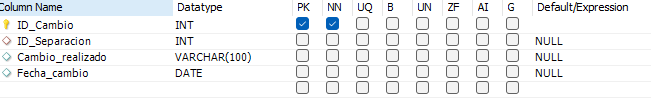 Column Name Datatype PK NN UQ B UN ZF AI G Default/Expression
ID_Cambio INT
ID_Separacion INT NULL
Cambio_realizado VARCHAR(100) NULL
Fecha_cambio DATE NULL